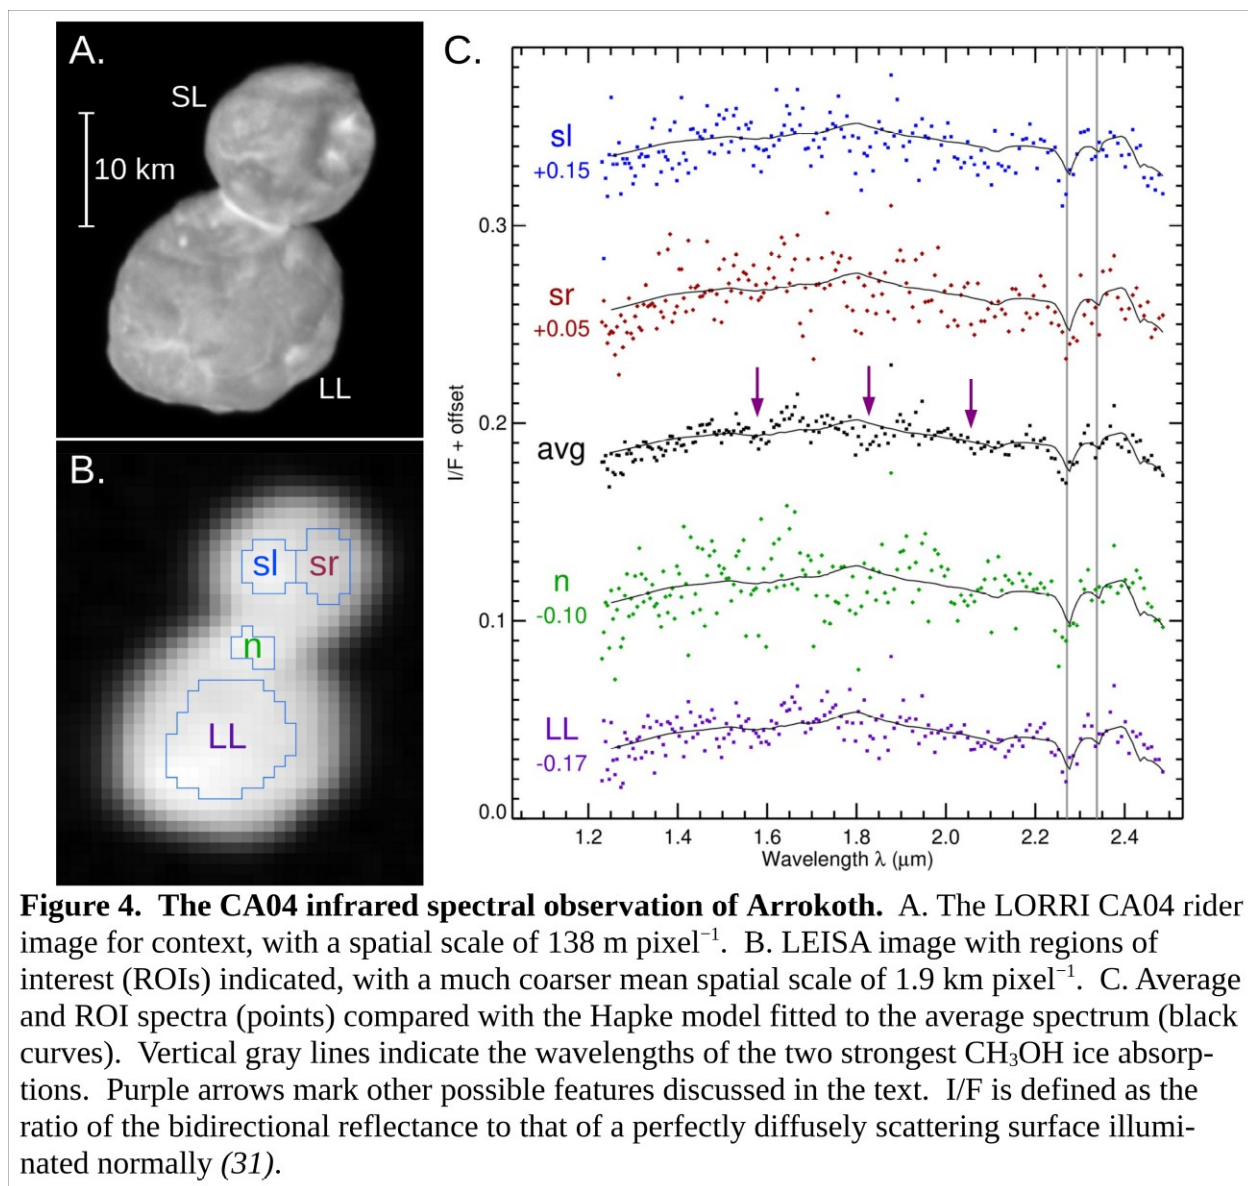 A.
SL
10 km
LL
B.
sl
sr
n
LL
C.
sl
+0.15
0.3
sr
+0.05
0.2
avg
I/F + offset
n
-0.10
0.1
LL
-0.17
0.0
1.2 1.4 1.6 1.8 2.0 2.2 2.4
Wavelength λ (μm)
Figure 4. The CA04 infrared spectral observation of Arrokoth. A. The LORRI CA04 rider
image for context, with a spatial scale of 138 m pixel⁻¹. B. LEISA image with regions of
interest (ROIs) indicated, with a much coarser mean spatial scale of 1.9 km pixel⁻¹. C. Average
and ROI spectra (points) compared with the Hapke model fitted to the average spectrum (black
curves). Vertical gray lines indicate the wavelengths of the two strongest CH₃OH ice absorp-
tions. Purple arrows mark other possible features discussed in the text. I/F is defined as the
ratio of the bidirectional reflectance to that of a perfectly diffusely scattering surface illumi-
nated normally (31).